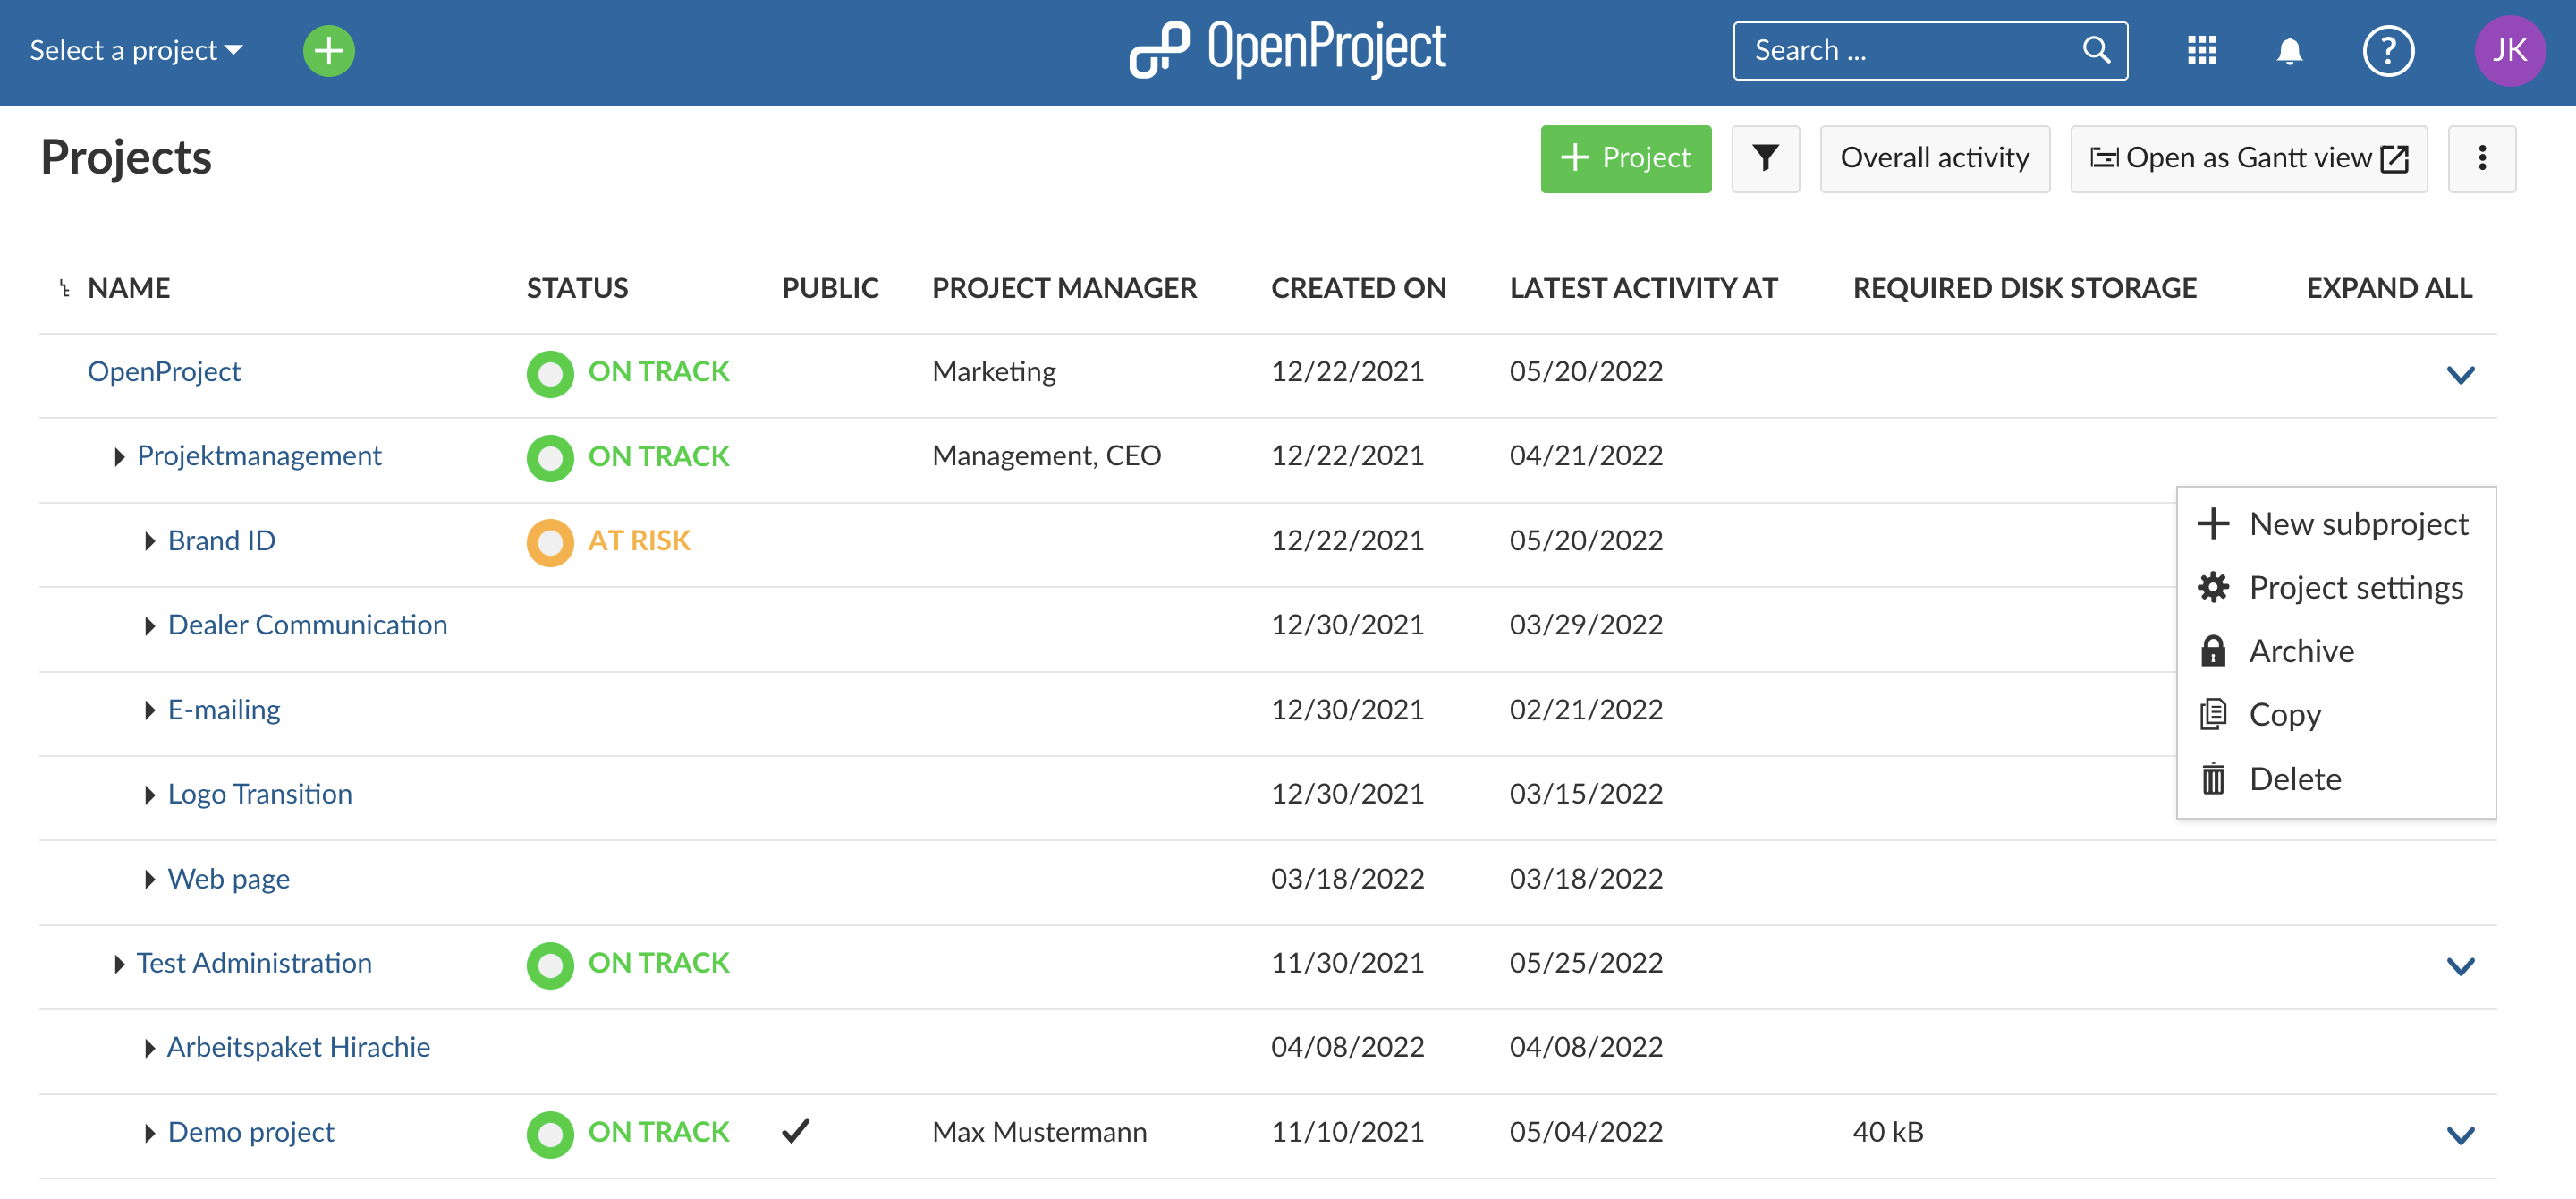 Select a project
OpenProject
Search ...
?
JK
Projects
+ Project
Overall activity
Open as Gantt view
NAME STATUS PUBLIC PROJECT MANAGER CREATED ON LATEST ACTIVITY AT REQUIRED DISK STORAGE EXPAND ALL
OpenProject ON TRACK Marketing 12/22/2021 05/20/2022
Projektmanagement ON TRACK Management, CEO 12/22/2021 04/21/2022
New subproject
Brand ID AT RISK 12/22/2021 05/20/2022
Project settings
Dealer Communication 12/30/2021 03/29/2022
Archive
E-mailing 12/30/2021 02/21/2022
Copy
Logo Transition 12/30/2021 03/15/2022
Delete
Web page 03/18/2022 03/18/2022
Test Administration ON TRACK 11/30/2021 05/25/2022
Arbeitspaket Hirachie 04/08/2022 04/08/2022
Demo project ON TRACK Max Mustermann 11/10/2021 05/04/2022 40 kB